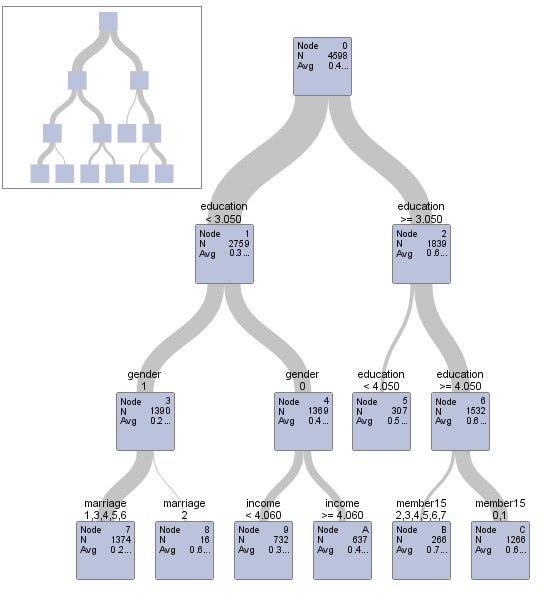 Node 0
N 4598
Avg 0.4...
education
< 3.050
education
>= 3.050
Node 1
N 2759
Avg 0.3...
Node 2
N 1839
Avg 0.6...
gender
1
gender
0
education
< 4.050
education
>= 4.050
Node 3
N 1390
Avg 0.2...
Node 4
N 1369
Avg 0.4...
Node 5
N 307
Avg 0.5...
Node 6
N 1532
Avg 0.6...
marriage
1,3,4,5,6
marriage
2
income
< 4.060
income
>= 4.060
member15
2,3,4,5,6,7
member15
0,1
Node 7
N 1374
Avg 0.2...
Node 8
N 16
Avg 0.6...
Node 9
N 732
Avg 0.3...
Node A
N 637
Avg 0.4...
Node B
N 266
Avg 0.7...
Node C
N 1266
Avg 0.6...